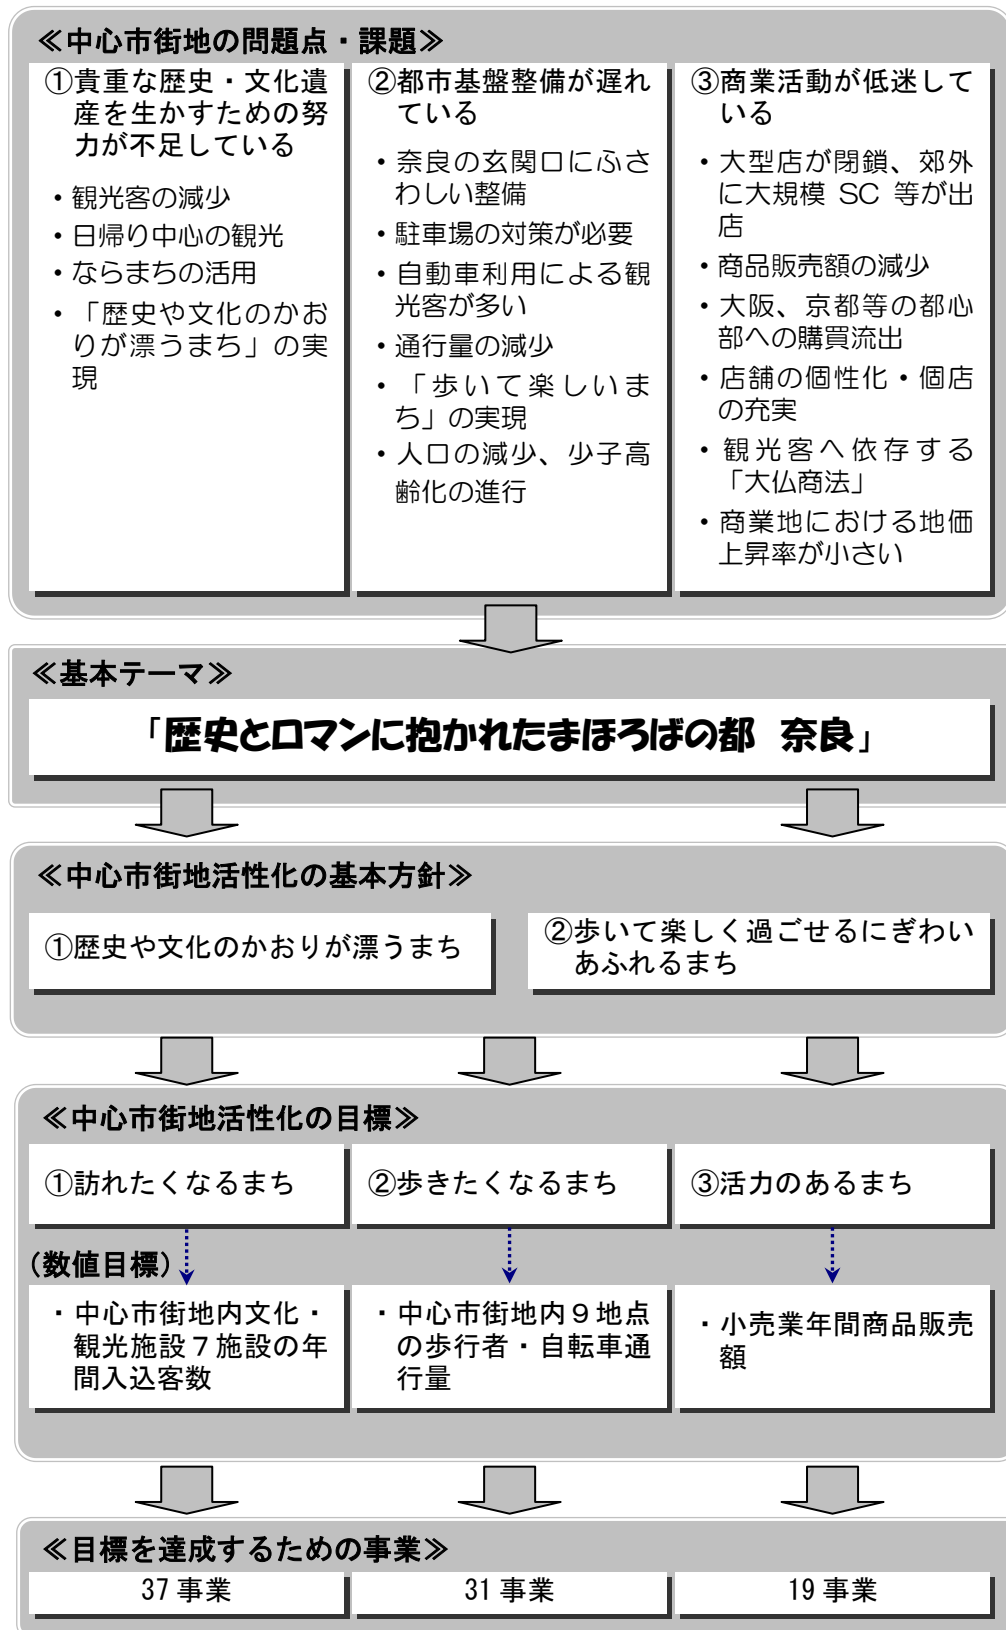 ≪中心市街地の問題点・課題≫
①貴重な歴史・文化遺
産を生かすための努
力が不足している
・観光客の減少
・日帰り中心の観光
・ならまちの活用
・「歴史や文化のかお
りが漂うまち」の実
現
②都市基盤整備が遅れ
ている
・奈良の玄関口にふさ
わしい整備
・駐車場の対策が必要
・自動車利用による観
光客が多い
・通行量の減少
・「歩いて楽しいま
ち」の実現
・人口の減少、少子高
齢化の進行
③商業活動が低迷して
いる
・大型店が閉鎖、郊外
に大規模 SC 等が出
店
・商品販売額の減少
・大阪、京都等の都心
部への購買流出
・店舗の個性化・個店
の充実
・観光客へ依存する
「大仏商法」
・商業地における地価
上昇率が小さい
≪基本テーマ≫
「歴史とロマンに抱かれたまほろばの都 奈良」
≪中心市街地活性化の基本方針≫
①歴史や文化のかおりが漂うまち
②歩いて楽しく過ごせるにぎわい
あふれるまち
≪中心市街地活性化の目標≫
①訪れたくなるまち
②歩きたくなるまち
③活力のあるまち
(数値目標)
・中心市街地内文化・
観光施設７施設の年
間入込客数
・中心市街地内９地点
の歩行者・自転車通
行量
・小売業年間商品販売
額
≪目標を達成するための事業≫
37 事業
31 事業
19 事業